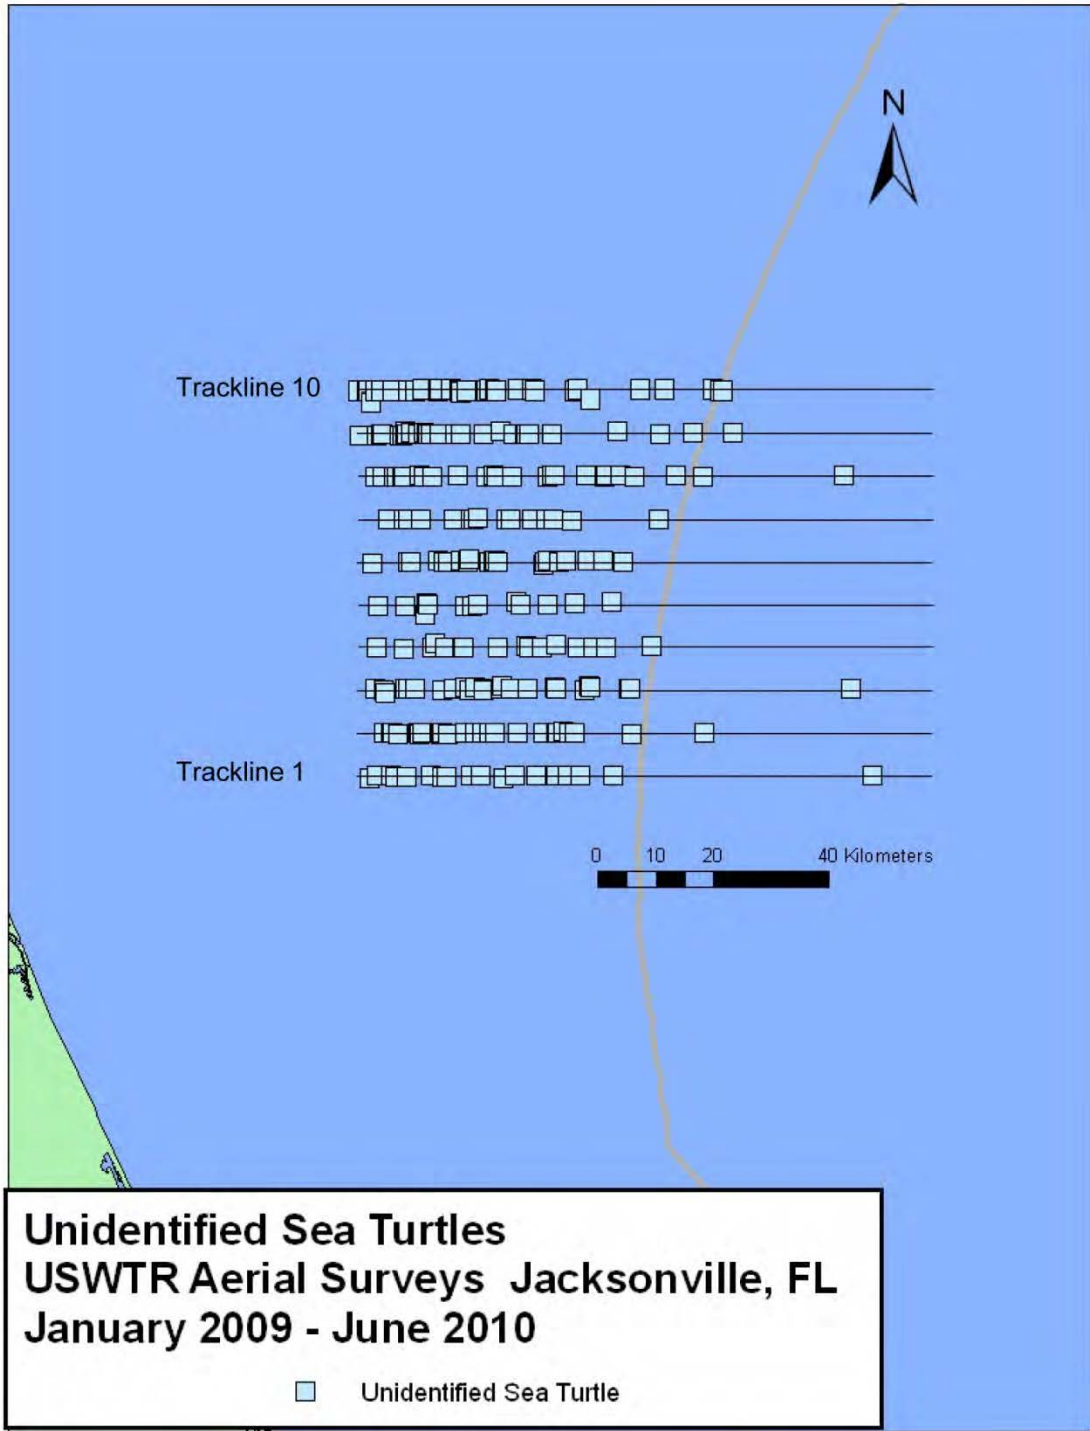 N
Trackline 10
Trackline 1
0 10 20 40 Kilometers
Unidentified Sea Turtles
USWTR Aerial Surveys Jacksonville, FL
January 2009 - June 2010
Unidentified Sea Turtle